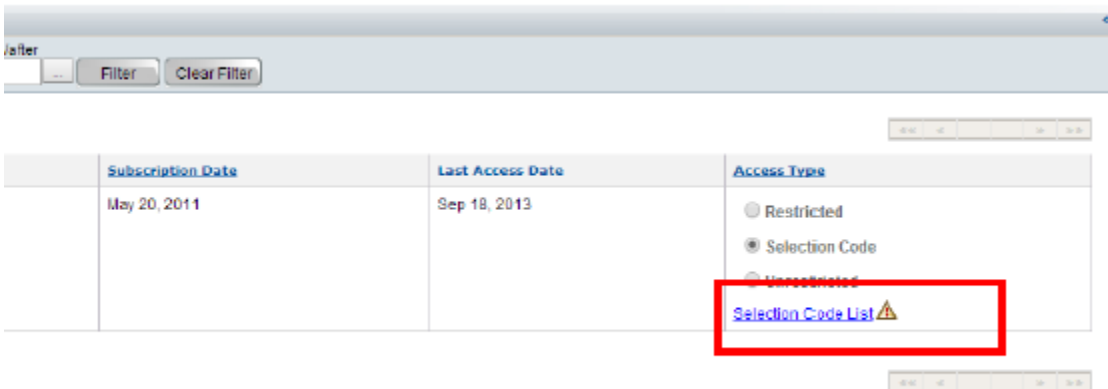 /after
... Filter Clear Filter
<< < > >>
Subscription Date Last Access Date Access Type
May 20, 2011 Sep 18, 2013
Restricted
Selection Code
Unrestricted
Selection Code List
<< < > >>